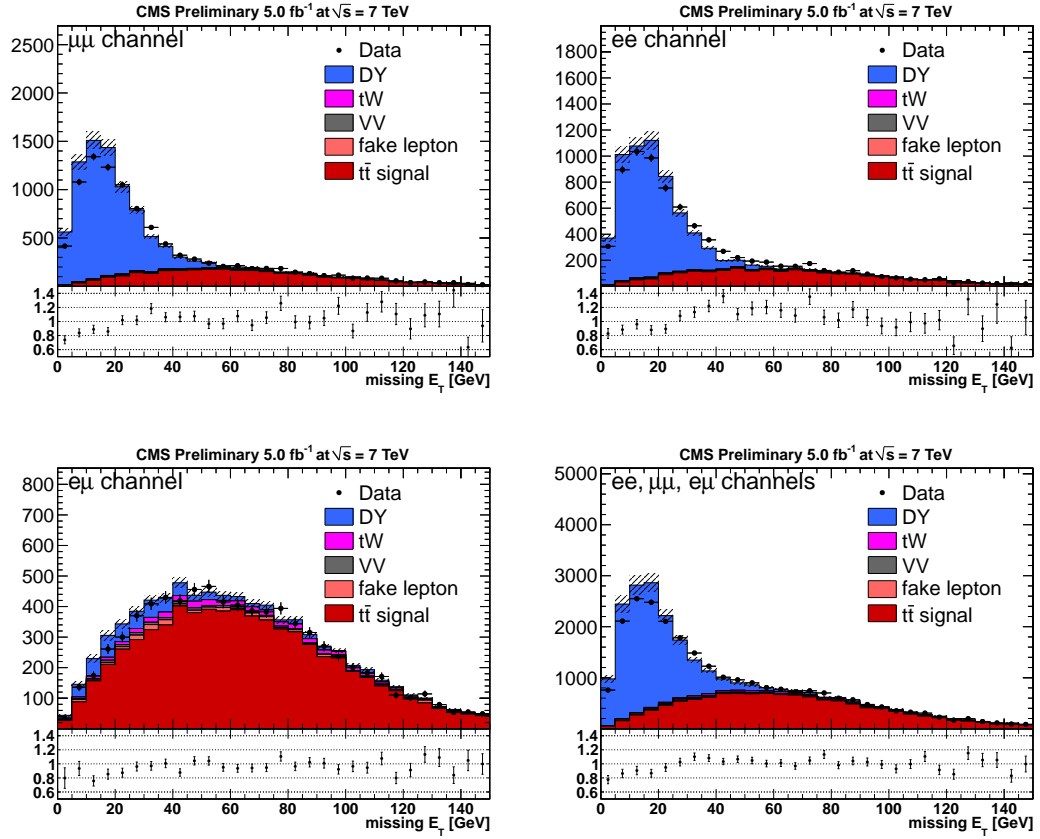 CMS Preliminary 5.0 fb⁻¹ at √s = 7 TeV
μμ channel
Data
DY
tW
VV
fake lepton
tt̄ signal
2500
2000
1500
1000
500
1.4
1.2
1
0.8
0.6
0 20 40 60 80 100 120 140
missing E_T [GeV]
CMS Preliminary 5.0 fb⁻¹ at √s = 7 TeV
ee channel
Data
DY
tW
VV
fake lepton
tt̄ signal
1800
1600
1400
1200
1000
800
600
400
200
1.4
1.2
1
0.8
0.6
0 20 40 60 80 100 120 140
missing E_T [GeV]
CMS Preliminary 5.0 fb⁻¹ at √s = 7 TeV
eμ channel
Data
DY
tW
VV
fake lepton
tt̄ signal
800
700
600
500
400
300
200
100
1.4
1.2
1
0.8
0.6
0 20 40 60 80 100 120 140
missing E_T [GeV]
CMS Preliminary 5.0 fb⁻¹ at √s = 7 TeV
ee, μμ, eμ channels
Data
DY
tW
VV
fake lepton
tt̄ signal
5000
4000
3000
2000
1000
1.4
1.2
1
0.8
0.6
0 20 40 60 80 100 120 140
missing E_T [GeV]